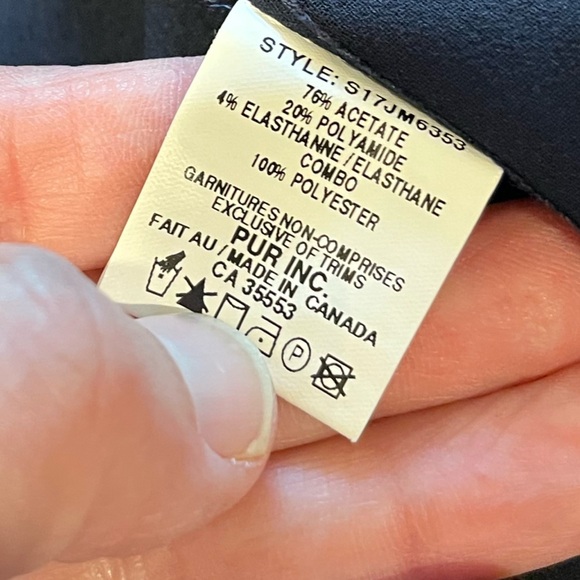 STYLE: S17JM6353
76% ACETATE
20% POLYAMIDE
4% ELASTHANNE/ELASTHANE
COMBO
100% POLYESTER
GARNITURES NON-COMPRISES
EXCLUSIVE OF TRIMS
PUR INC.
FAIT AU/MADE IN CANADA
CA 35553
P